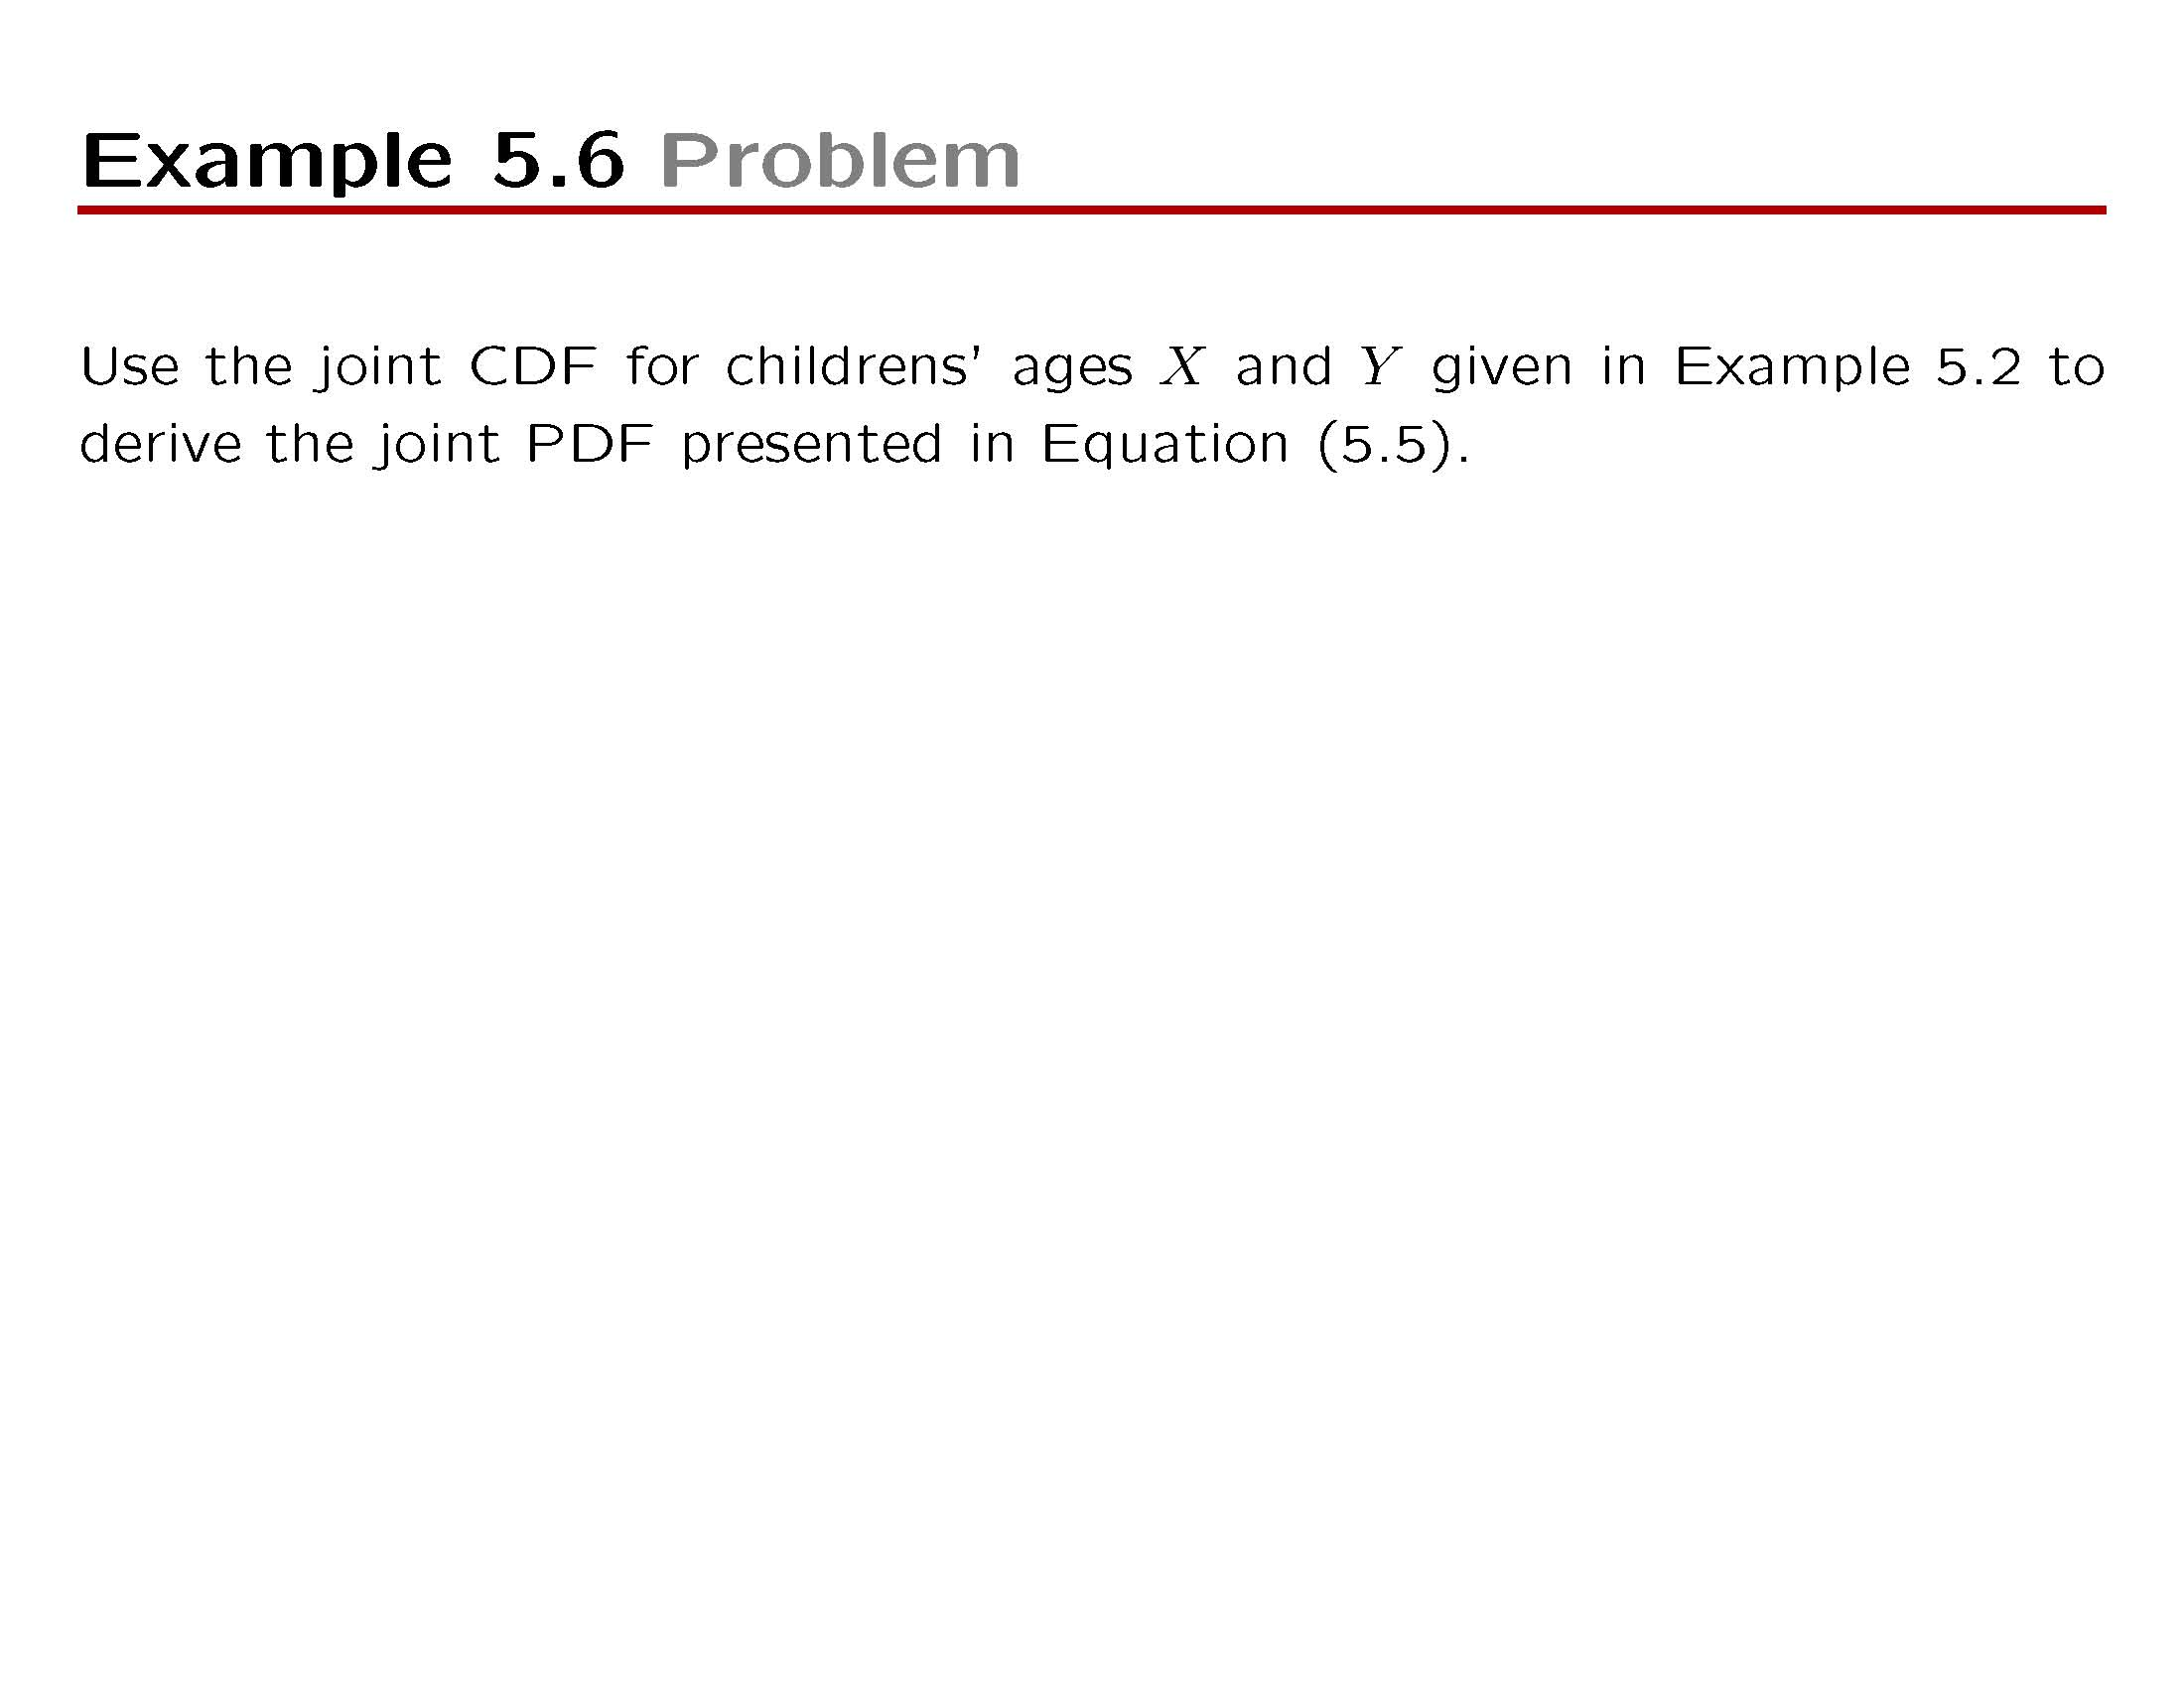 Example 5.6 Problem
Use the joint CDF for childrens' ages X and Y given in Example 5.2 to
derive the joint PDF presented in Equation (5.5).